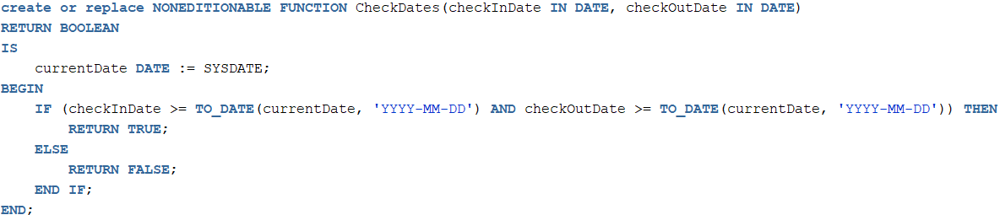 create or replace NONEDITIONABLE FUNCTION CheckDates(checkInDate IN DATE, checkOutDate IN DATE)
RETURN BOOLEAN
IS
    currentDate DATE := SYSDATE;
BEGIN
    IF (checkInDate >= TO_DATE(currentDate, 'YYYY-MM-DD') AND checkOutDate >= TO_DATE(currentDate, 'YYYY-MM-DD')) THEN
        RETURN TRUE;
    ELSE
        RETURN FALSE;
    END IF;
END;